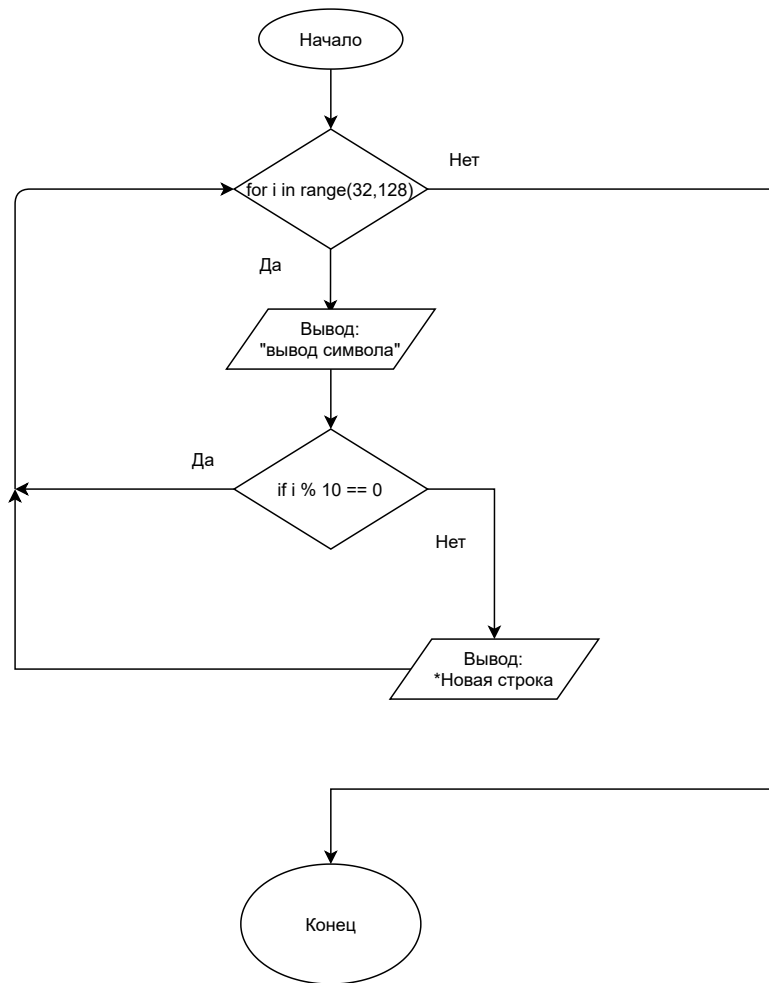 Начало
Нет
for i in range(32,128)
Да
Вывод:
"вывод символа"
Да
if i % 10 == 0
Нет
Вывод:
*Новая строка
Конец